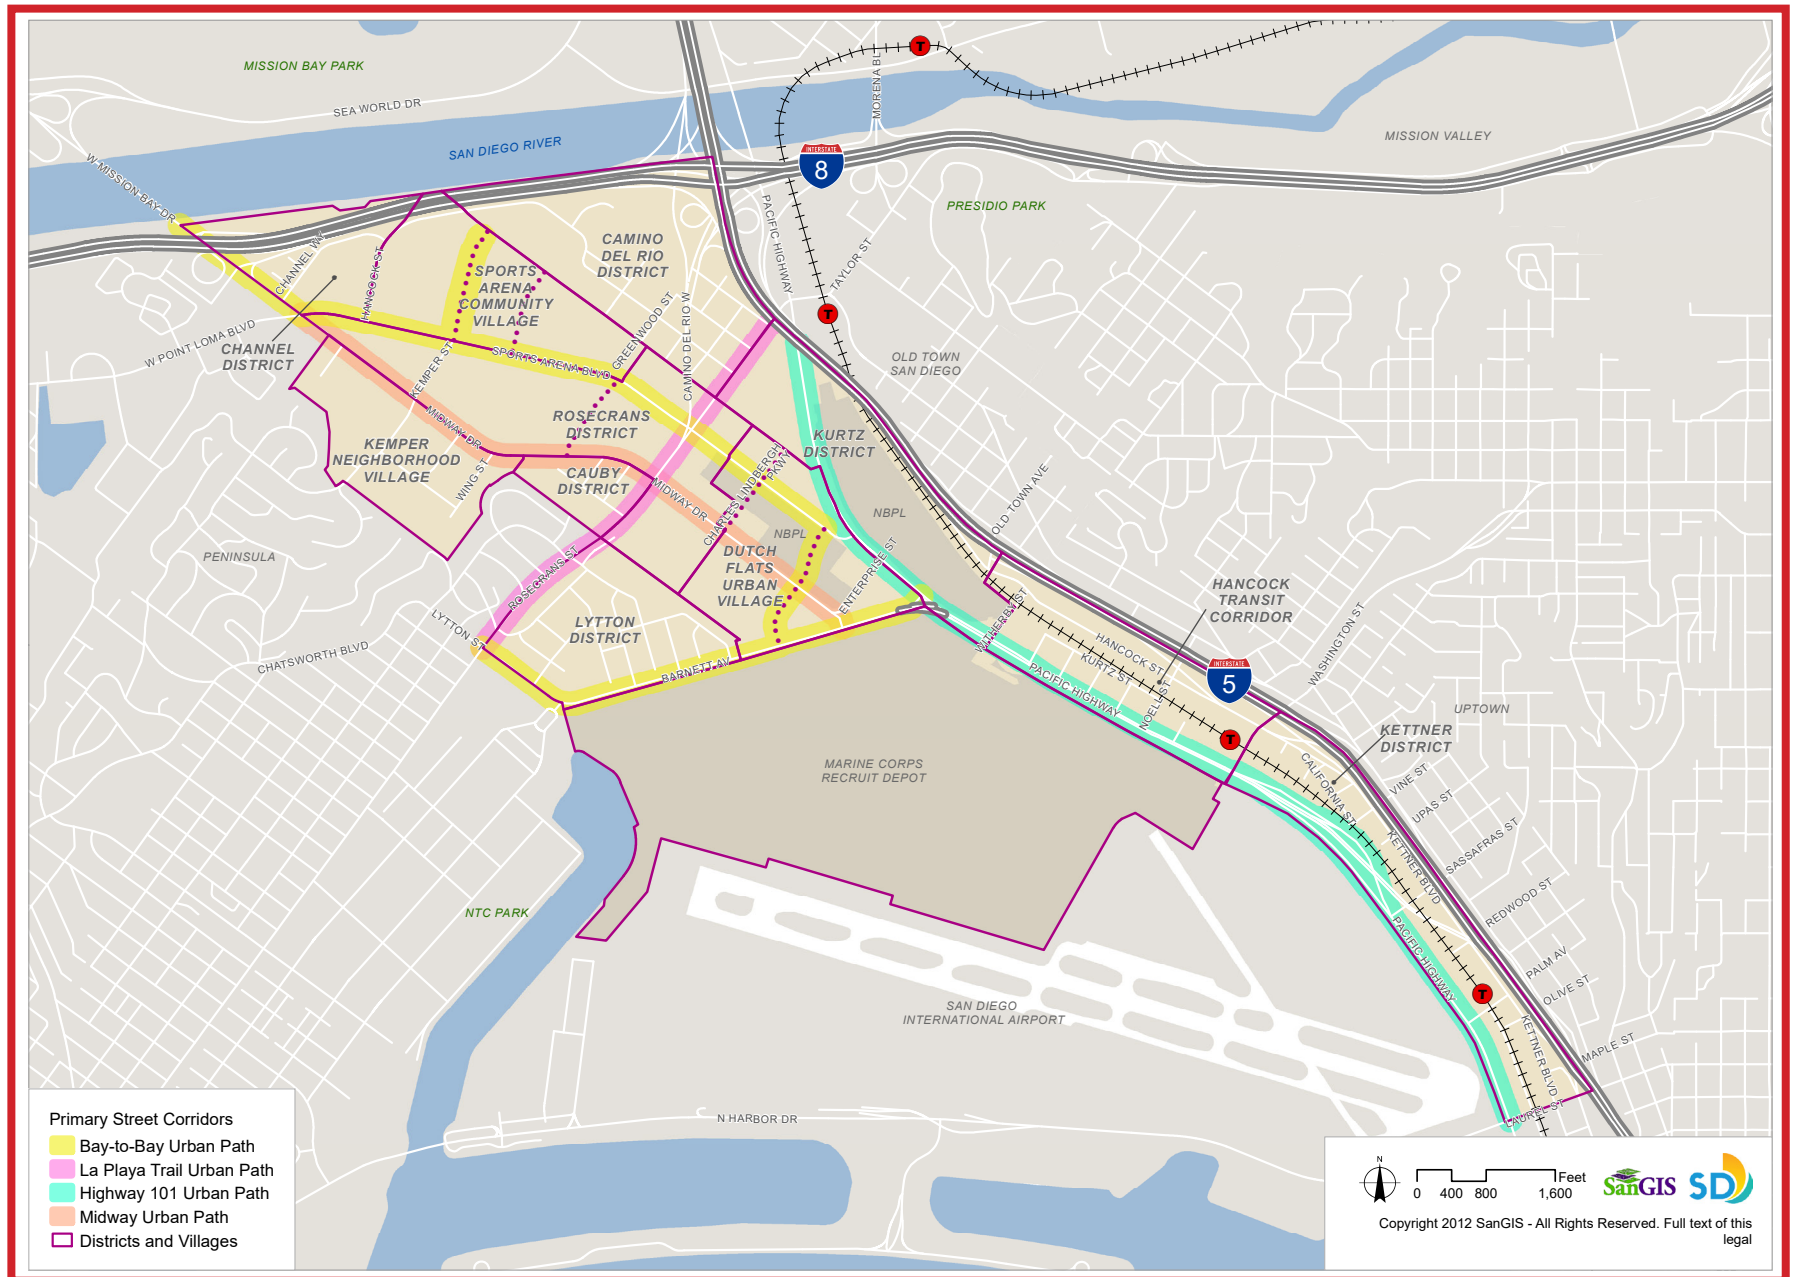 MISSION BAY PARK
SEA WORLD DR
MORENA BL
MISSION VALLEY
SAN DIEGO RIVER
W MISSION BAY DR
INTERSTATE
8
PRESIDIO PARK
PACIFIC HIGHWAY
TAYLOR ST
T
T
CHANNEL WY
HANCOCK ST
SPORTS
ARENA
COMMUNITY
VILLAGE
CAMINO
DEL RIO
DISTRICT
GREENWOOD ST
CAMINO DEL RIO W
W POINT LOMA BLVD
CHANNEL
DISTRICT
SPORTS ARENA BLVD
KEMPER ST
OLD TOWN
SAN DIEGO
MIDWAY DR
ROSECRANS
DISTRICT
KURTZ
DISTRICT
KEMPER
NEIGHBORHOOD
VILLAGE
WING ST
CAUBY
DISTRICT
MIDWAY DR
CHARLES LINDBERGH
PKWY
NBPL
NBPL
OLD TOWN AVE
PENINSULA
ROSECRANS ST
DUTCH
FLATS
URBAN
VILLAGE
ENTERPRISE ST
LYTTON ST
LYTTON
DISTRICT
CHATSWORTH BLVD
BARNETT AV
WITHERBY ST
HANCOCK
TRANSIT
CORRIDOR
HANCOCK ST
KURTZ ST
PACIFIC HIGHWAY
NOELL ST
WASHINGTON ST
INTERSTATE
5
UPTOWN
T
KETTNER
DISTRICT
MARINE CORPS
RECRUIT DEPOT
CALIFORNIA ST
VINE ST
UPAS ST
SASSAFRAS ST
KETTNER BLVD
REDWOOD ST
PACIFIC HIGHWAY
PALM AV
OLIVE ST
T
NTC PARK
SAN DIEGO
INTERNATIONAL AIRPORT
KETTNER BLVD
MAPLE ST
LAUREL ST
N HARBOR DR
Primary Street Corridors
Bay-to-Bay Urban Path
La Playa Trail Urban Path
Highway 101 Urban Path
Midway Urban Path
Districts and Villages
N
Feet
0 400 800 1,600
SanGIS
SD
Copyright 2012 SanGIS - All Rights Reserved. Full text of this
legal